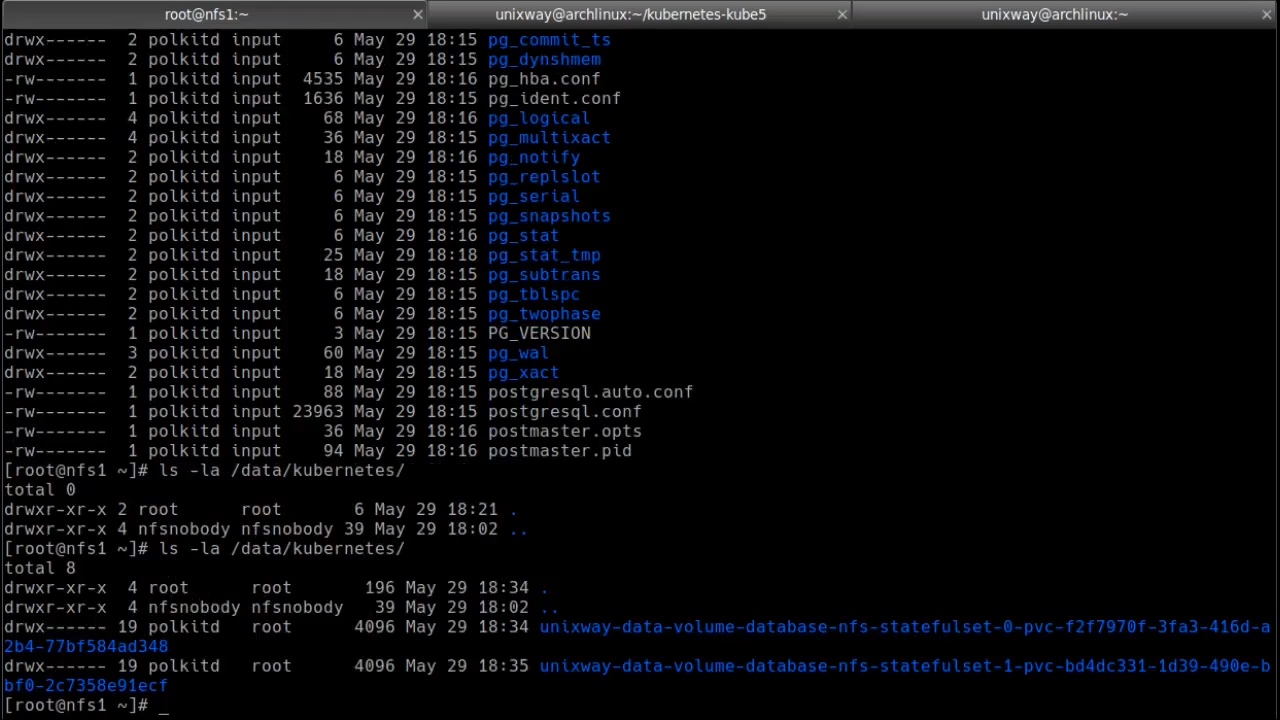 root@nfs1:~ × unixway@archlinux:~/kubernetes-kube5 × unixway@archlinux:~ ×
drwx------ 2 polkitd input 6 May 29 18:15 pg_commit_ts
drwx------ 2 polkitd input 6 May 29 18:15 pg_dynshmem
-rw------- 1 polkitd input 4535 May 29 18:16 pg_hba.conf
-rw------- 1 polkitd input 1636 May 29 18:15 pg_ident.conf
drwx------ 4 polkitd input 68 May 29 18:16 pg_logical
drwx------ 4 polkitd input 36 May 29 18:15 pg_multixact
drwx------ 2 polkitd input 18 May 29 18:16 pg_notify
drwx------ 2 polkitd input 6 May 29 18:15 pg_replslot
drwx------ 2 polkitd input 6 May 29 18:15 pg_serial
drwx------ 2 polkitd input 6 May 29 18:15 pg_snapshots
drwx------ 2 polkitd input 6 May 29 18:16 pg_stat
drwx------ 2 polkitd input 25 May 29 18:18 pg_stat_tmp
drwx------ 2 polkitd input 18 May 29 18:15 pg_subtrans
drwx------ 2 polkitd input 6 May 29 18:15 pg_tblspc
drwx------ 2 polkitd input 6 May 29 18:15 pg_twophase
-rw------- 1 polkitd input 3 May 29 18:15 PG_VERSION
drwx------ 3 polkitd input 60 May 29 18:15 pg_wal
drwx------ 2 polkitd input 18 May 29 18:15 pg_xact
-rw------- 1 polkitd input 88 May 29 18:15 postgresql.auto.conf
-rw------- 1 polkitd input 23963 May 29 18:15 postgresql.conf
-rw------- 1 polkitd input 36 May 29 18:16 postmaster.opts
-rw------- 1 polkitd input 94 May 29 18:16 postmaster.pid
[root@nfs1 ~]# ls -la /data/kubernetes/
total 0
drwxr-xr-x 2 root root 6 May 29 18:21 .
drwxr-xr-x 4 nfsnobody nfsnobody 39 May 29 18:02 ..
[root@nfs1 ~]# ls -la /data/kubernetes/
total 8
drwxr-xr-x 4 root root 196 May 29 18:34 .
drwxr-xr-x 4 nfsnobody nfsnobody 39 May 29 18:02 ..
drwx------ 19 polkitd root 4096 May 29 18:34 unixway-data-volume-database-nfs-statefulset-0-pvc-f2f7970f-3fa3-416d-a
2b4-77bf584ad348
drwx------ 19 polkitd root 4096 May 29 18:35 unixway-data-volume-database-nfs-statefulset-1-pvc-bd4dc331-1d39-490e-b
bf0-2c7358e91ecf
[root@nfs1 ~]# _